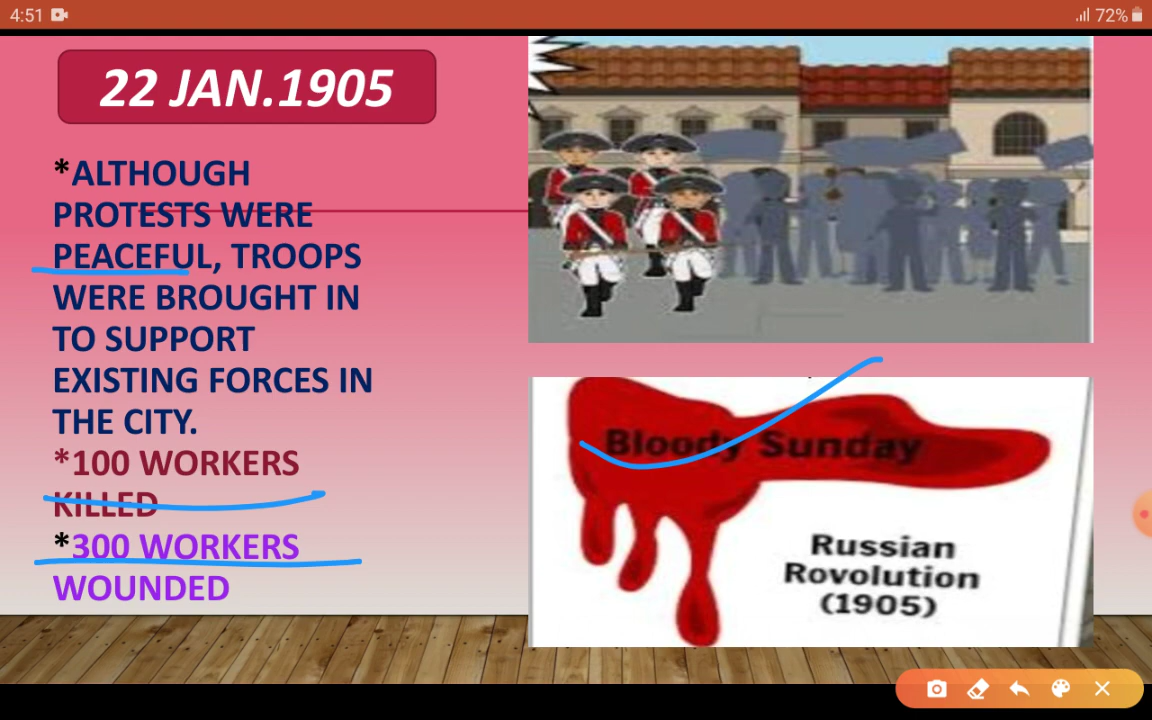 4:51
72%
22 JAN.1905
*ALTHOUGH
PROTESTS WERE
PEACEFUL, TROOPS
WERE BROUGHT IN
TO SUPPORT
EXISTING FORCES IN
THE CITY.
*100 WORKERS
KILLED
*300 WORKERS
WOUNDED
Bloody Sunday
Russian
Rovolution
(1905)